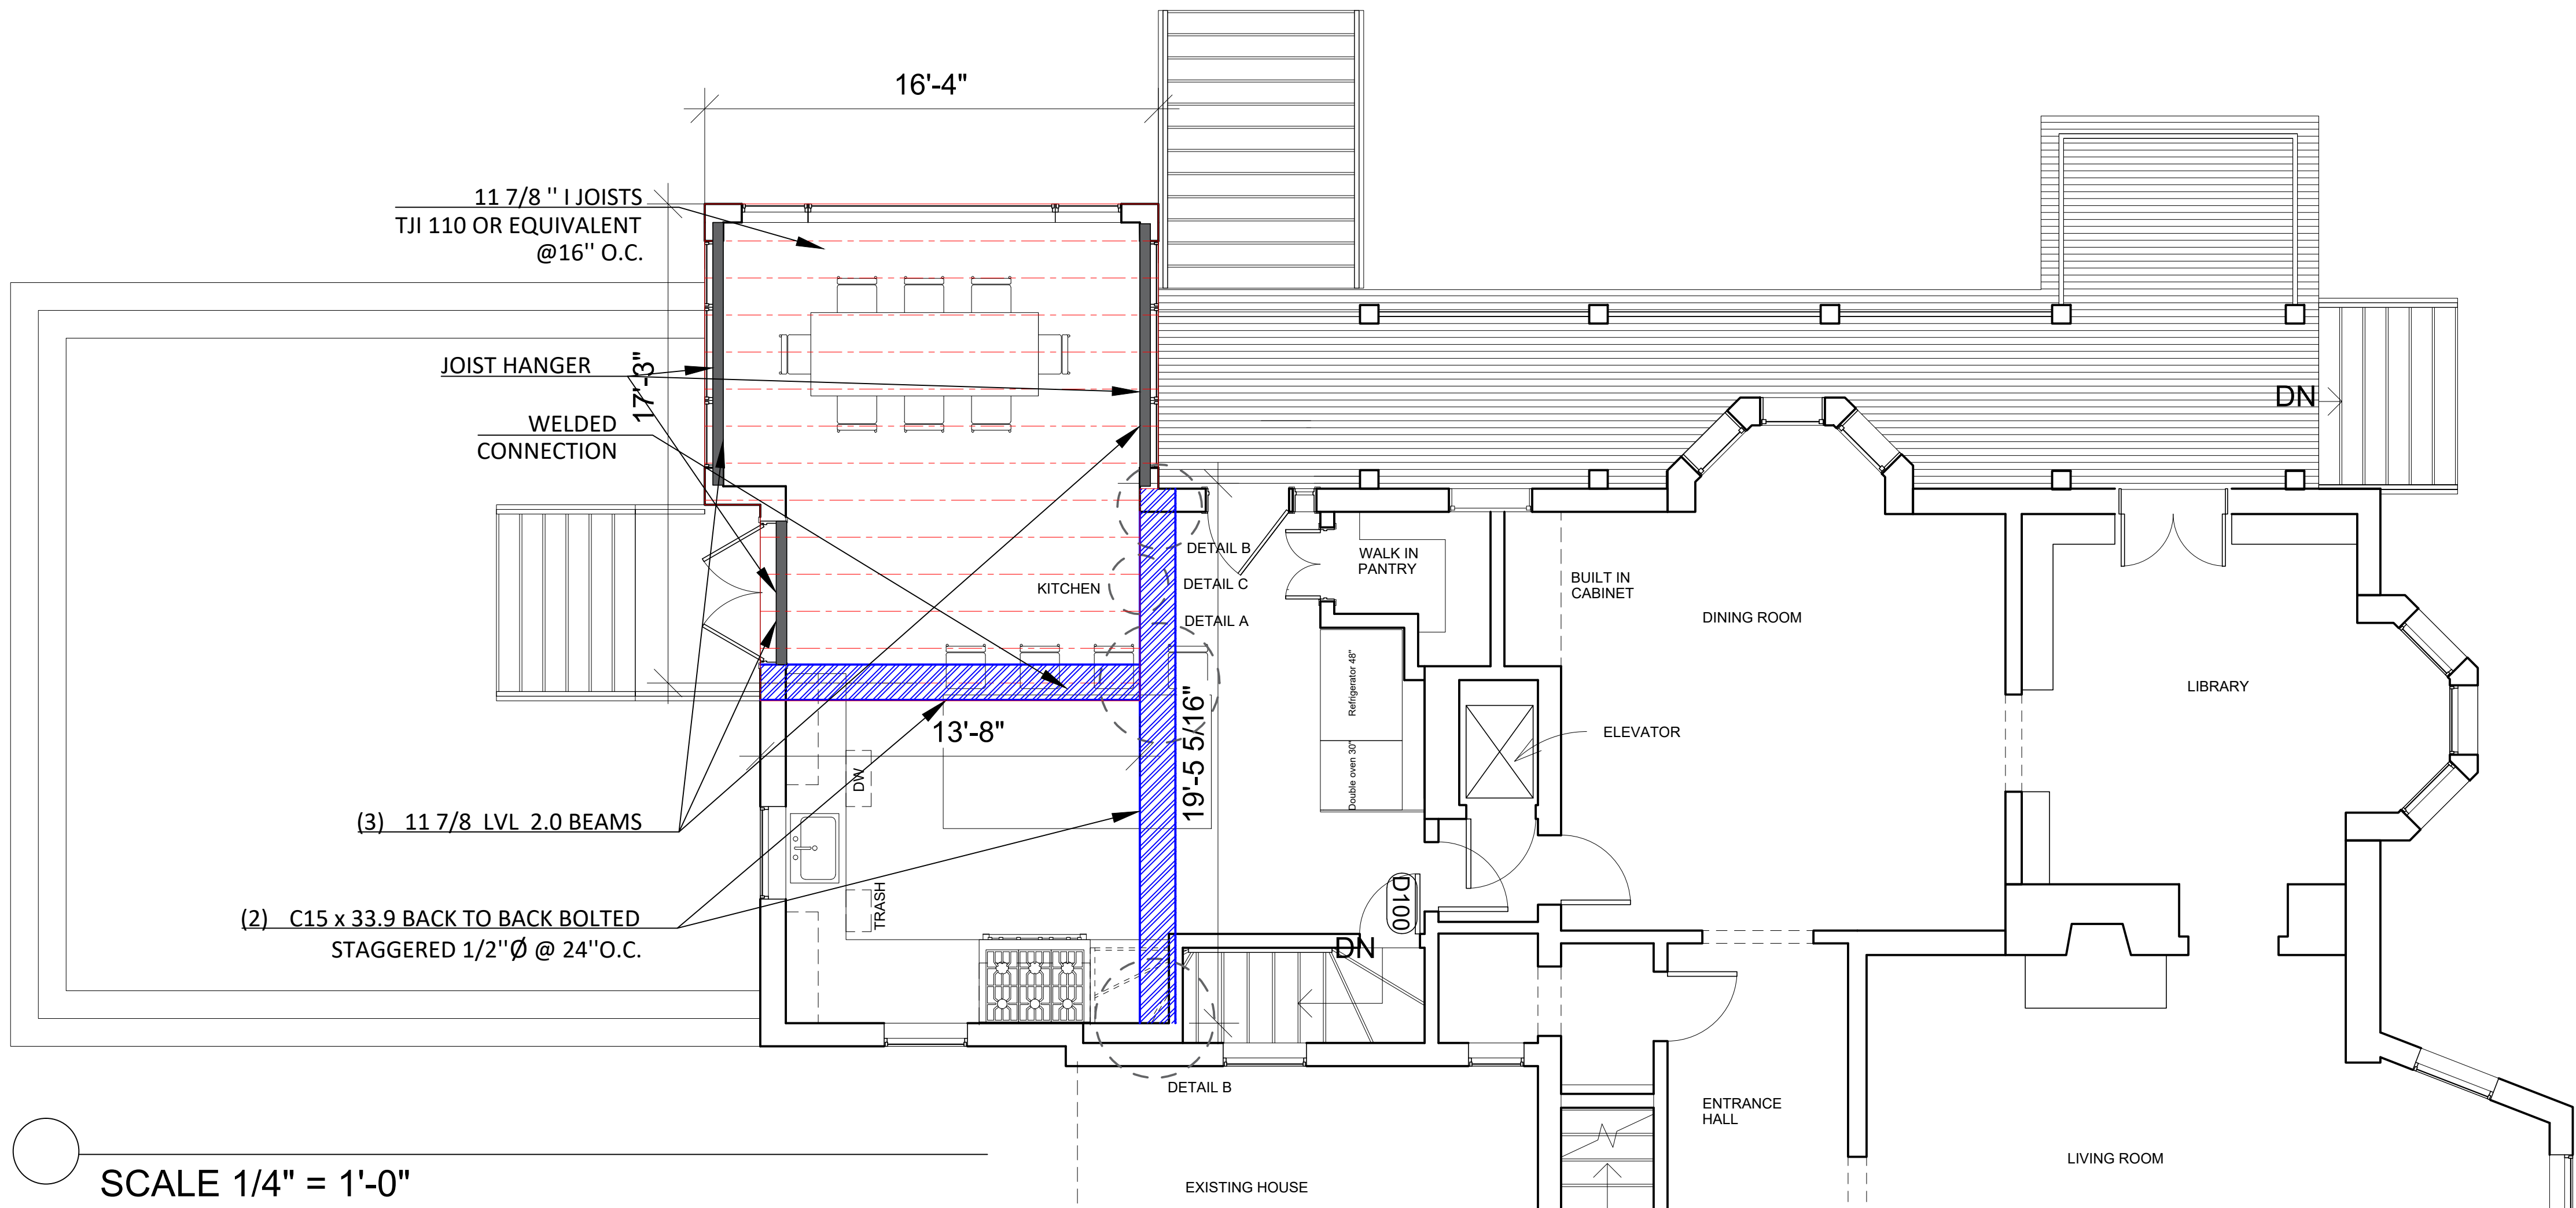 16'-4"
11 7/8 '' I JOISTS
TJI 110 OR EQUIVALENT
@16'' O.C.
JOIST HANGER
17'-3"
WELDED
CONNECTION
DN
DETAIL B
DETAIL C
DETAIL A
KITCHEN
WALK IN
PANTRY
BUILT IN
CABINET
DINING ROOM
LIBRARY
Refrigerator 48"
Double oven 30"
ELEVATOR
13'-8"
19'-5 5/16"
DW
TRASH
(3) 11 7/8 LVL 2.0 BEAMS
(2) C15 x 33.9 BACK TO BACK BOLTED
STAGGERED 1/2''Ø @ 24''O.C.
D100
DN
DETAIL B
ENTRANCE
HALL
LIVING ROOM
EXISTING HOUSE
SCALE 1/4" = 1'-0"